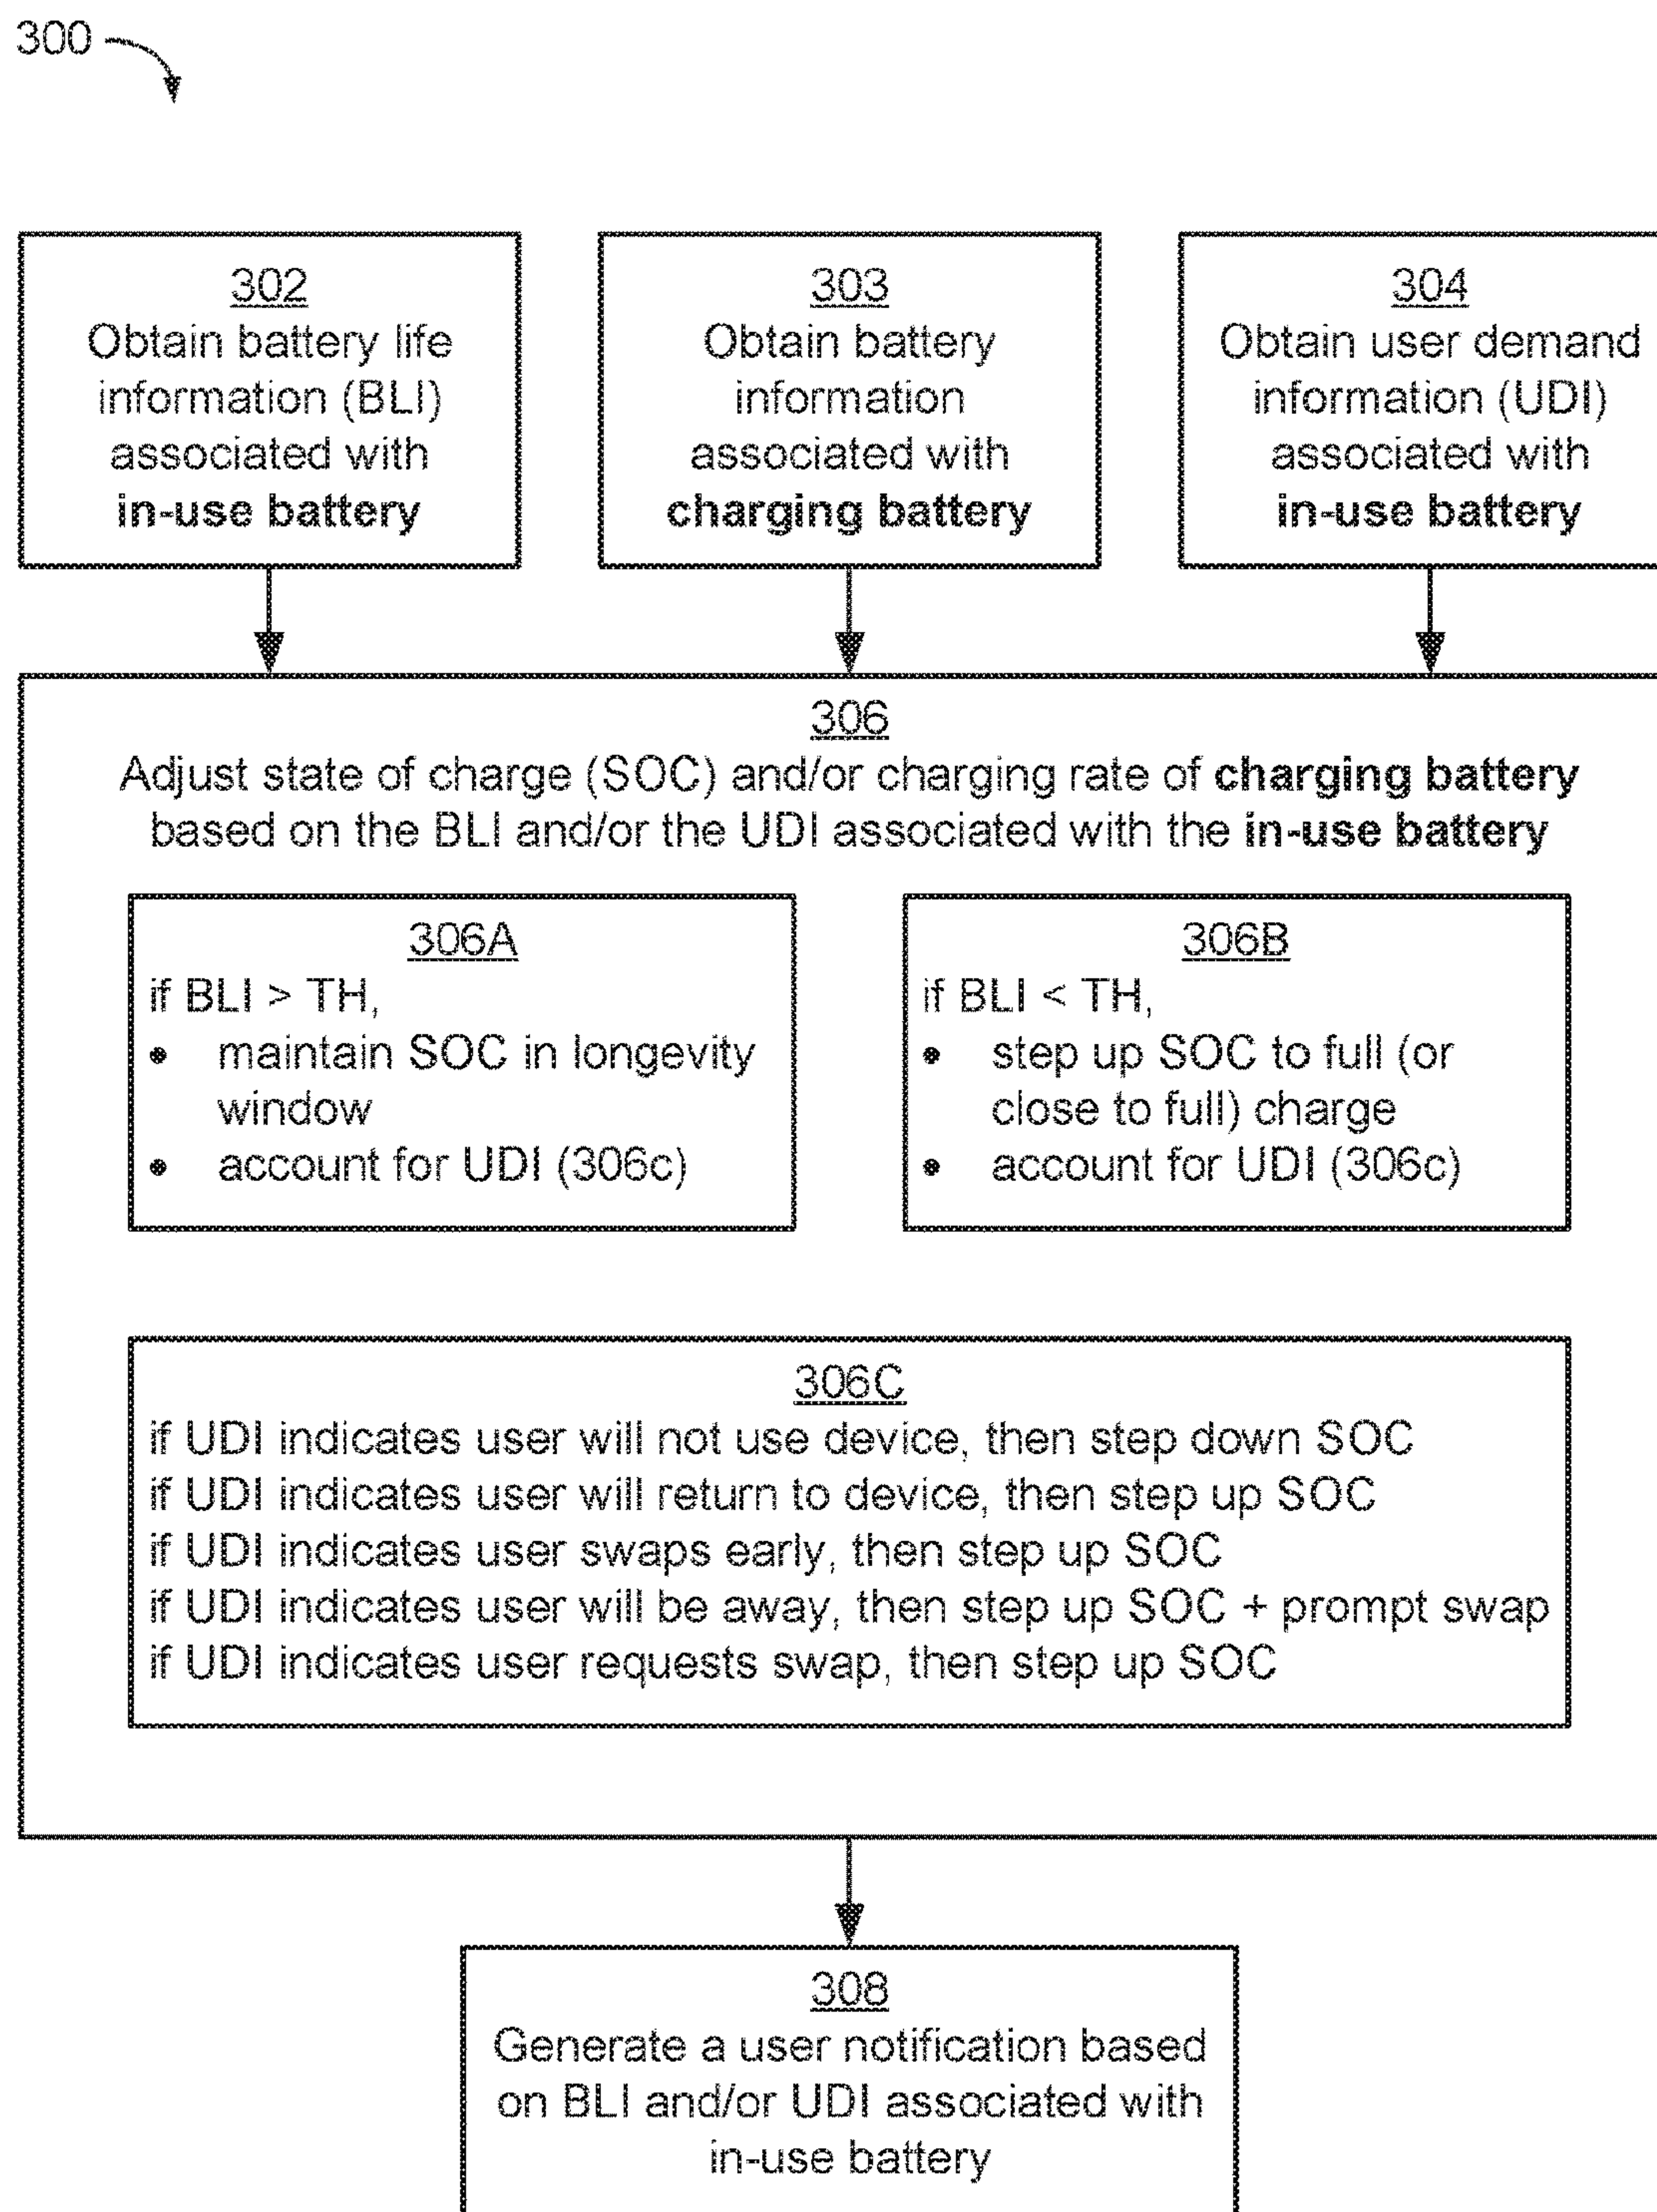 300
302
Obtain battery life
information (BLI)
associated with
in-use battery
303
Obtain battery
information
associated with
charging battery
304
Obtain user demand
information (UDI)
associated with
in-use battery
306
Adjust state of charge (SOC) and/or charging rate of charging battery
based on the BLI and/or the UDI associated with the in-use battery
306A
if BLI > TH,
• maintain SOC in longevity
window
• account for UDI (306c)
306B
if BLI < TH,
• step up SOC to full (or
close to full) charge
• account for UDI (306c)
306C
if UDI indicates user will not use device, then step down SOC
if UDI indicates user will return to device, then step up SOC
if UDI indicates user swaps early, then step up SOC
if UDI indicates user will be away, then step up SOC + prompt swap
if UDI indicates user requests swap, then step up SOC
308
Generate a user notification based
on BLI and/or UDI associated with
in-use battery